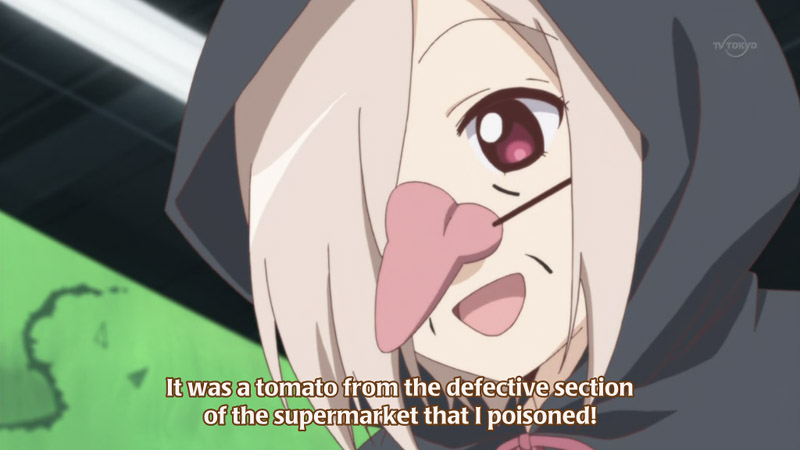 TV TOKYO
It was a tomato from the defective section
of the supermarket that I poisoned!